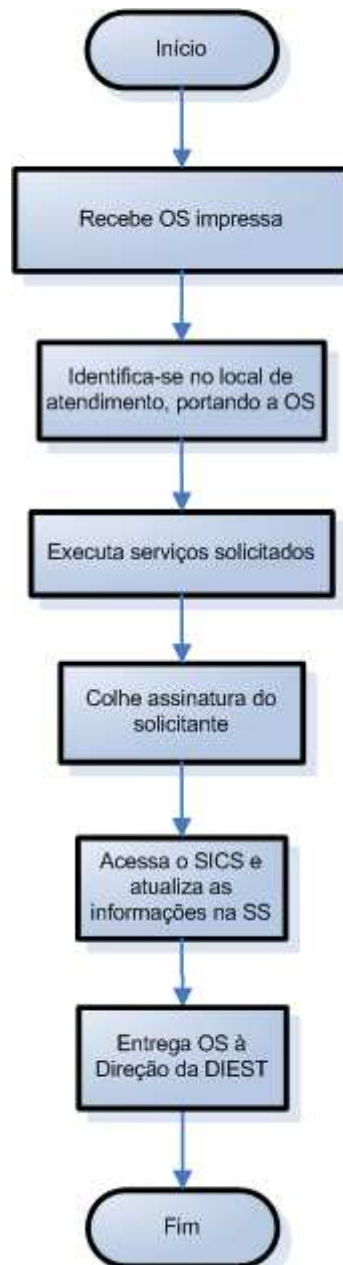 Início
Recebe OS impressa
Identifica-se no local de
atendimento, portando a OS
Executa serviços solicitados
Colhe assinatura do
solicitante
Acessa o SICS e
atualiza as
informações na SS
Entrega OS à
Direção da DIEST
Fim